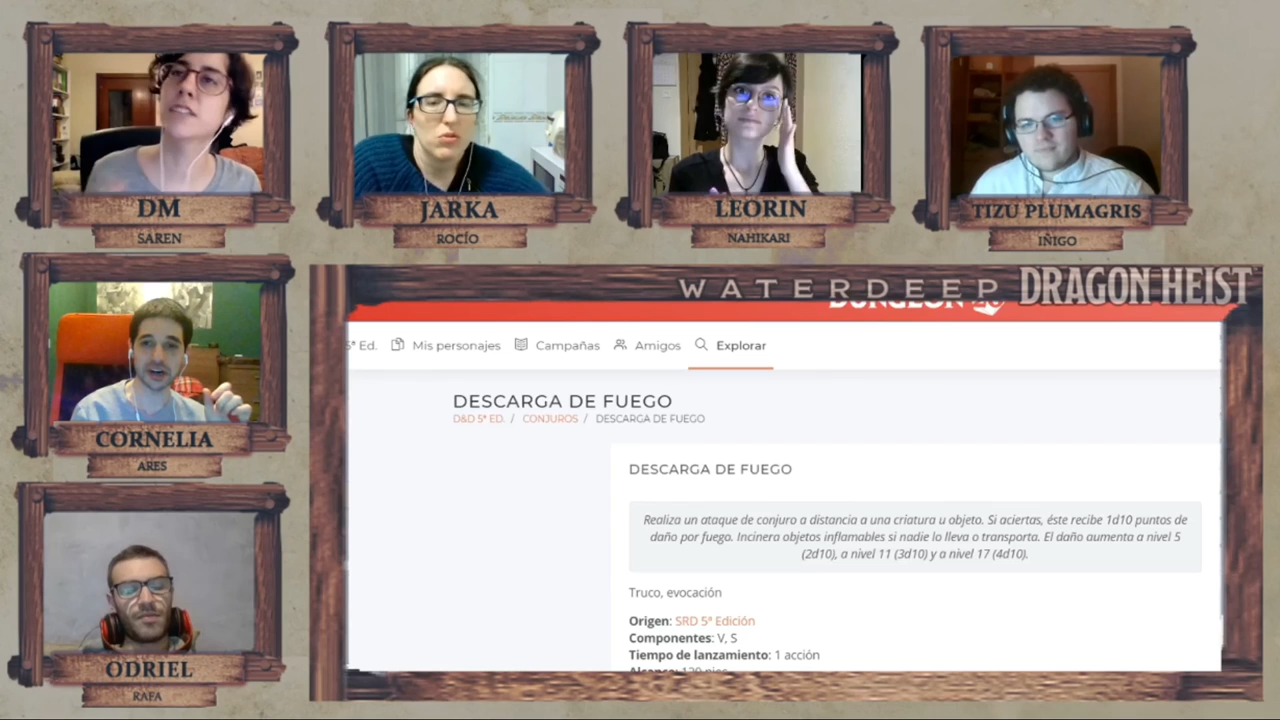 DM
SAREN
JARKA
ROCÍO
LEORIN
NAHIKARI
TIZU PLUMAGRIS
IÑIGO
CORNELIA
ARES
ODRIEL
RAFA
WATERDEEP DRAGON HEIST
5ª Ed. Mis personajes Campañas Amigos Explorar
DESCARGA DE FUEGO
D&D 5ª ED. / CONJUROS / DESCARGA DE FUEGO
DESCARGA DE FUEGO
Realiza un ataque de conjuro a distancia a una criatura u objeto. Si aciertas, éste recibe 1d10 puntos de
daño por fuego. Incinera objetos inflamables si nadie lo lleva o transporta. El daño aumenta a nivel 5
(2d10), a nivel 11 (3d10) y a nivel 17 (4d10).
Truco, evocación
Origen: SRD 5ª Edición
Componentes: V, S
Tiempo de lanzamiento: 1 acción